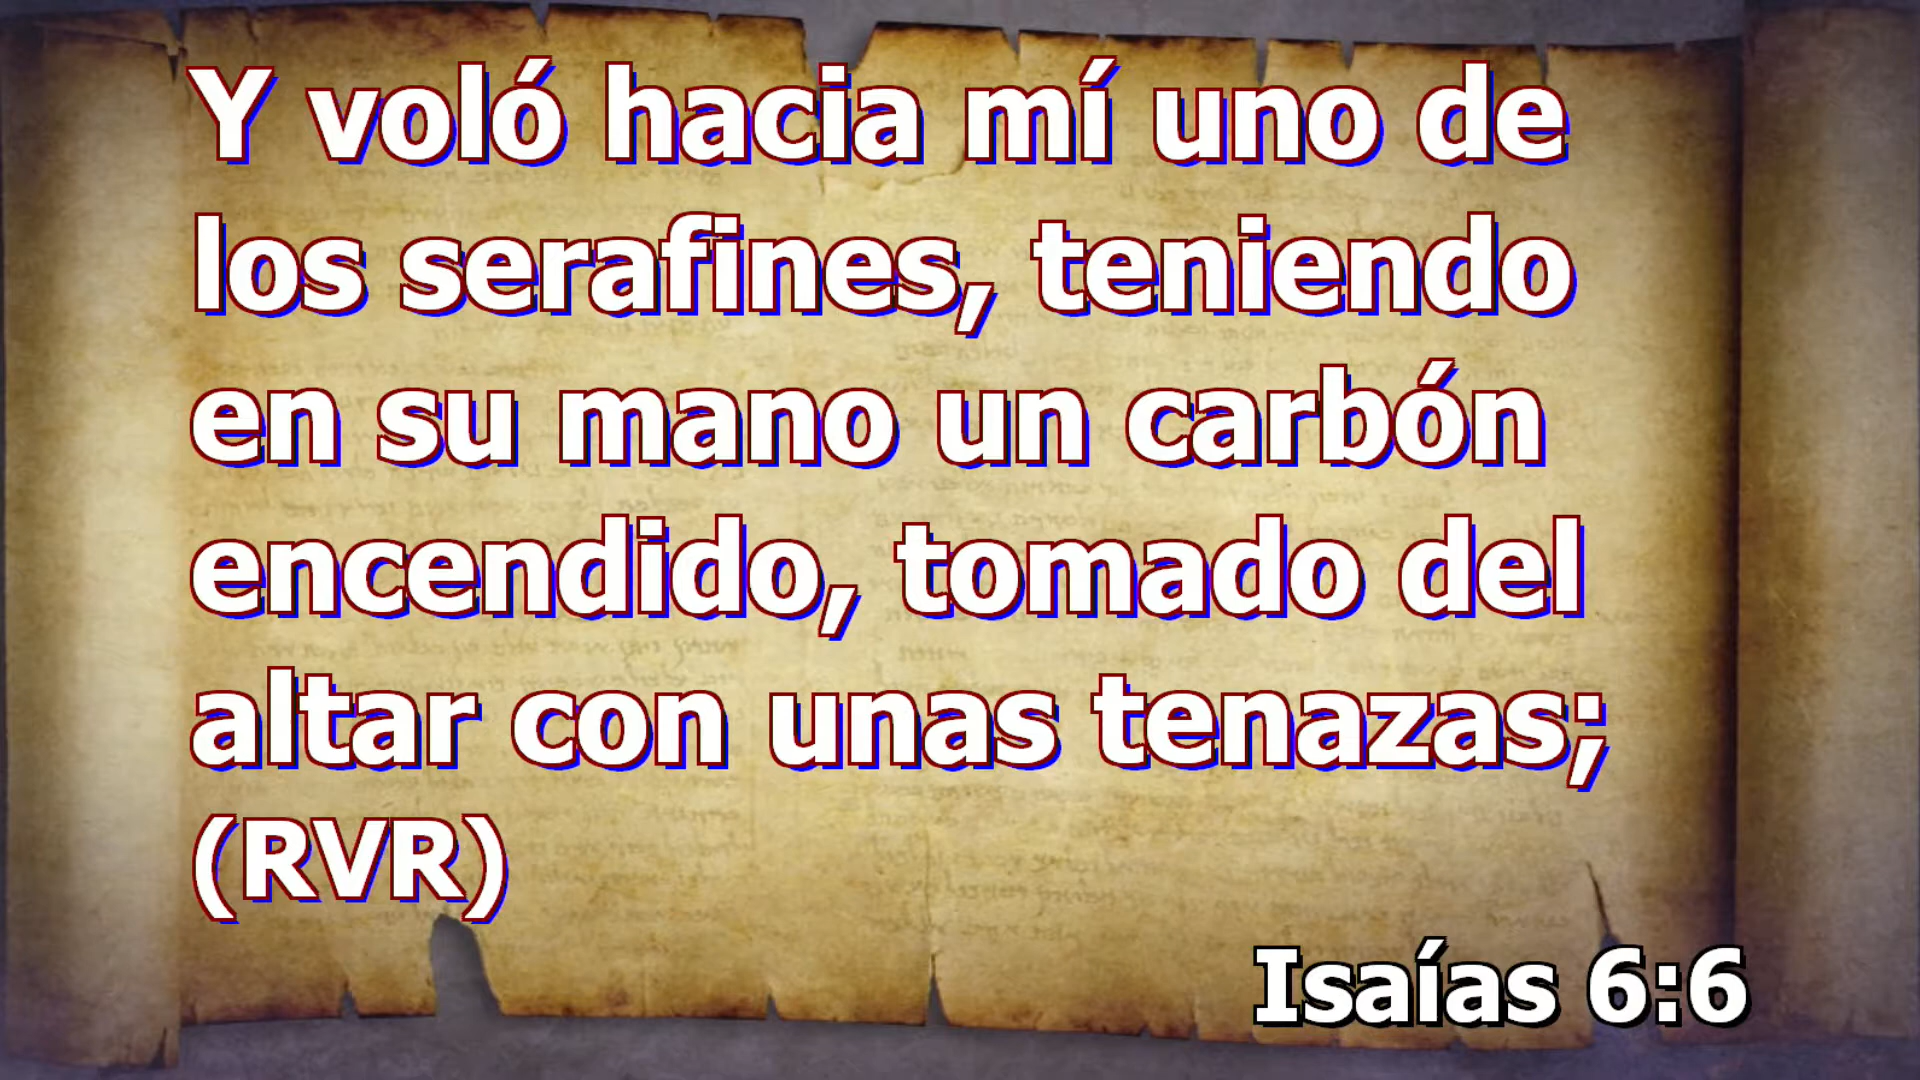 Y voló hacia mí uno de
los serafines, teniendo
en su mano un carbón
encendido, tomado del
altar con unas tenazas;
(RVR)
Isaías 6:6